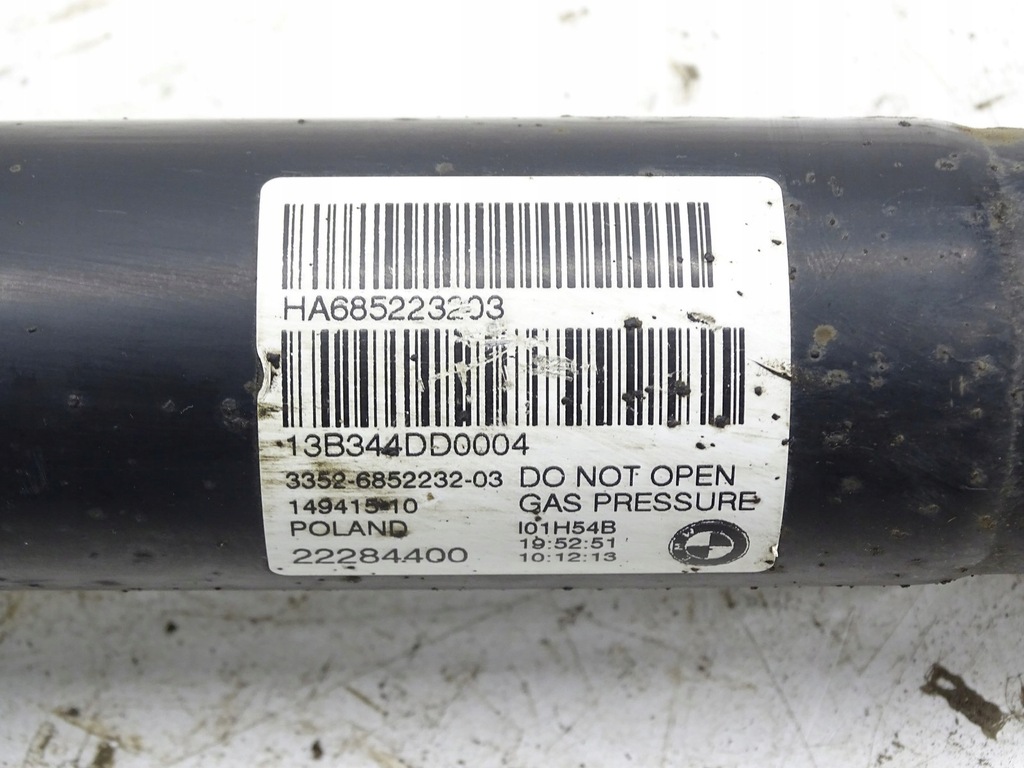 HA685223203
13B344DD0004
3352-6852232-03 DO NOT OPEN
149415-10 GAS PRESSURE
POLAND I01H54B
19:52:51
22284400 10:12:13
BMW